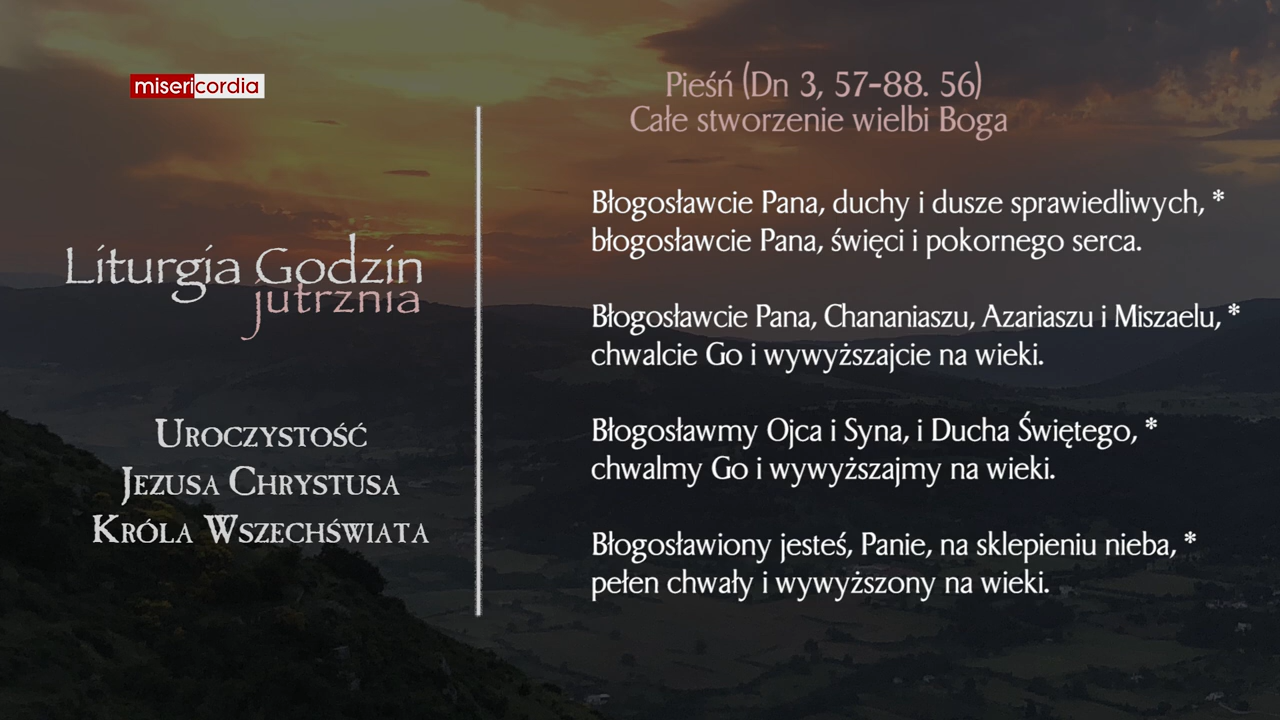 misericordia
Liturgia Godzin
jutrznia
Uroczystość
Jezusa Chrystusa
Króla Wszechświata
Pieśń (Dn 3, 57-88. 56)
Całe stworzenie wielbi Boga
Błogosławcie Pana, duchy i dusze sprawiedliwych, *
błogosławcie Pana, święci i pokornego serca.
Błogosławcie Pana, Chananiaszu, Azariaszu i Miszaelu, *
chwalcie Go i wywyższajcie na wieki.
Błogosławmy Ojca i Syna, i Ducha Świętego, *
chwalmy Go i wywyższajmy na wieki.
Błogosławiony jesteś, Panie, na sklepieniu nieba, *
pełen chwały i wywyższony na wieki.